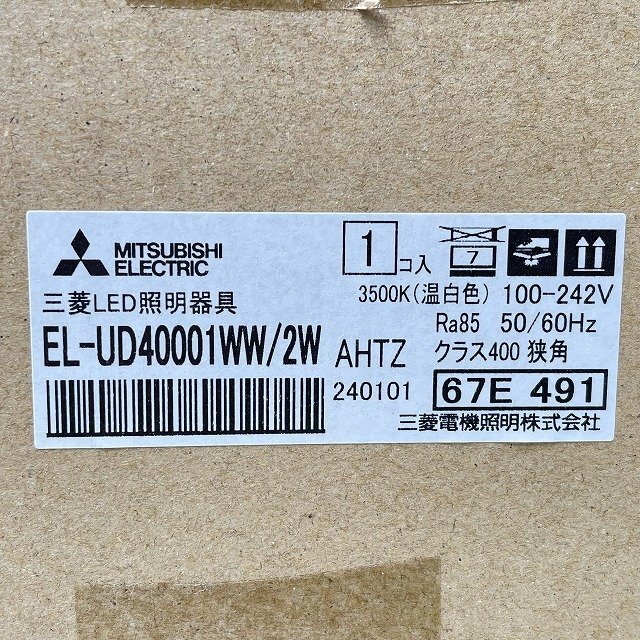 MITSUBISHI
ELECTRIC
1 コ入
7
三菱LED照明器具
3500K(温白色) 100-242V
EL-UD40001WW/2W AHTZ
Ra85 50/60Hz
クラス400 狭角
240101
67E 491
三菱電機照明株式会社